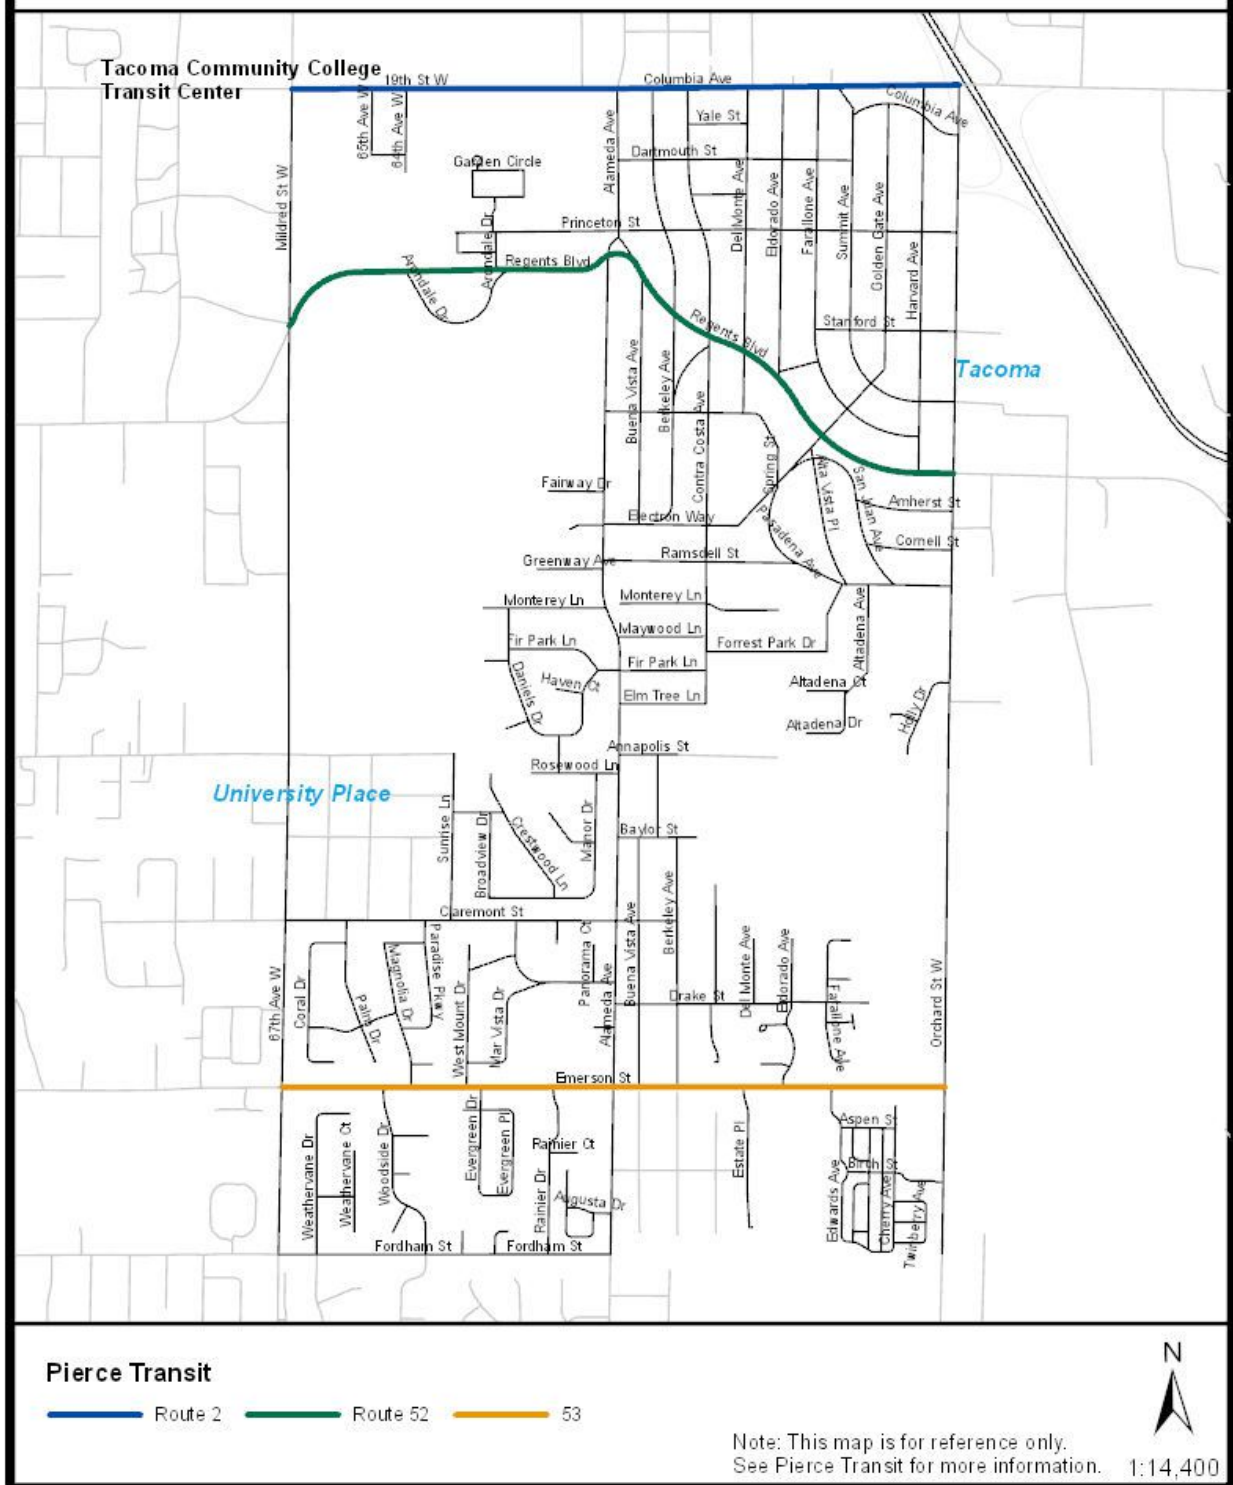 Tacoma Community College
Transit Center
19th St W
Columbia Ave
Columbia Ave
65th Ave W
64th Ave W
Alameda Ave
Yale St
Dartmouth St
Garden Circle
Mildred St W
Del Monte Ave
Eldorado Ave
Farallone Ave
Summit Ave
Golden Gate Ave
Harvard Ave
Princeton St
Arondale Dr
Arondale Dr
Regents Blvd
Regents Blvd
Stanford St
Tacoma
Buena Vista Ave
Berkeley Ave
Contra Costa Ave
Spring St
Alta Vista Pl
San Juan Ave
Fairway Dr
Amherst St
Electron Way
Pasadena Ave
Cornell St
Ramsdell St
Greenway Ave
Monterey Ln
Monterey Ln
Altadena Ave
Maywood Ln
Fir Park Ln
Forrest Park Dr
Fir Park Ln
Daniels Dr
Haven Ct
Elm Tree Ln
Altadena Ct
Altadena Dr
Holly Dr
Annapolis St
Rosewood Ln
University Place
Sunrise Ln
Broadview Dr
Crestwood Ln
Manor Dr
Baylor St
Berkeley Ave
Claremont St
Buena Vista Ave
Panorama Ct
Paradise Pkwy
Magnolia Dr
Del Monte Ave
Eldorado Ave
67th Ave W
Coral Dr
Palms Dr
West Mount Dr
Mar Vista Dr
Alameda Ave
Drake St
Farallone Ave
Orchard St W
Emerson St
Weathervane Dr
Weathervane Ct
Woodside Dr
Evergreen Dr
Evergreen Pl
Rainier Ct
Rainier Dr
Augusta Dr
Estate Pl
Aspen St
Birth St
Edwards Ave
Cherry Ave
Twinberry Ave
Fordham St
Fordham St
Pierce Transit
Route 2
Route 52
53
N
Note: This map is for reference only.
See Pierce Transit for more information.
1:14,400